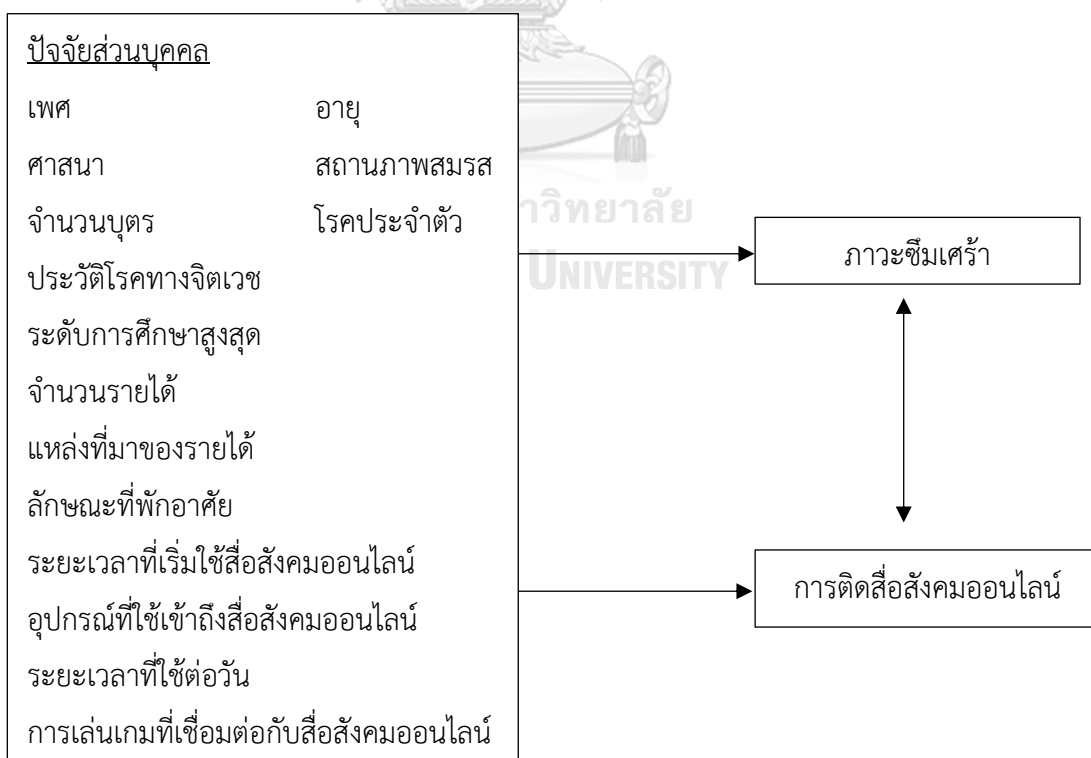 ปัจจัยส่วนบุคคล
เพศ อายุ
ศาสนา สถานภาพสมรส
จำนวนบุตร โรคประจำตัว
ประวัติโรคทางจิตเวช
ระดับการศึกษาสูงสุด
จำนวนรายได้
แหล่งที่มาของรายได้
ลักษณะที่พักอาศัย
ระยะเวลาที่เริ่มใช้สื่อสังคมออนไลน์
อุปกรณ์ที่ใช้เข้าถึงสื่อสังคมออนไลน์
ระยะเวลาที่ใช้ต่อวัน
การเล่นเกมที่เชื่อมต่อกับสื่อสังคมออนไลน์
าวิทยาลัย
UNIVERSITY
ภาวะซึมเศร้า
การติดสื่อสังคมออนไลน์